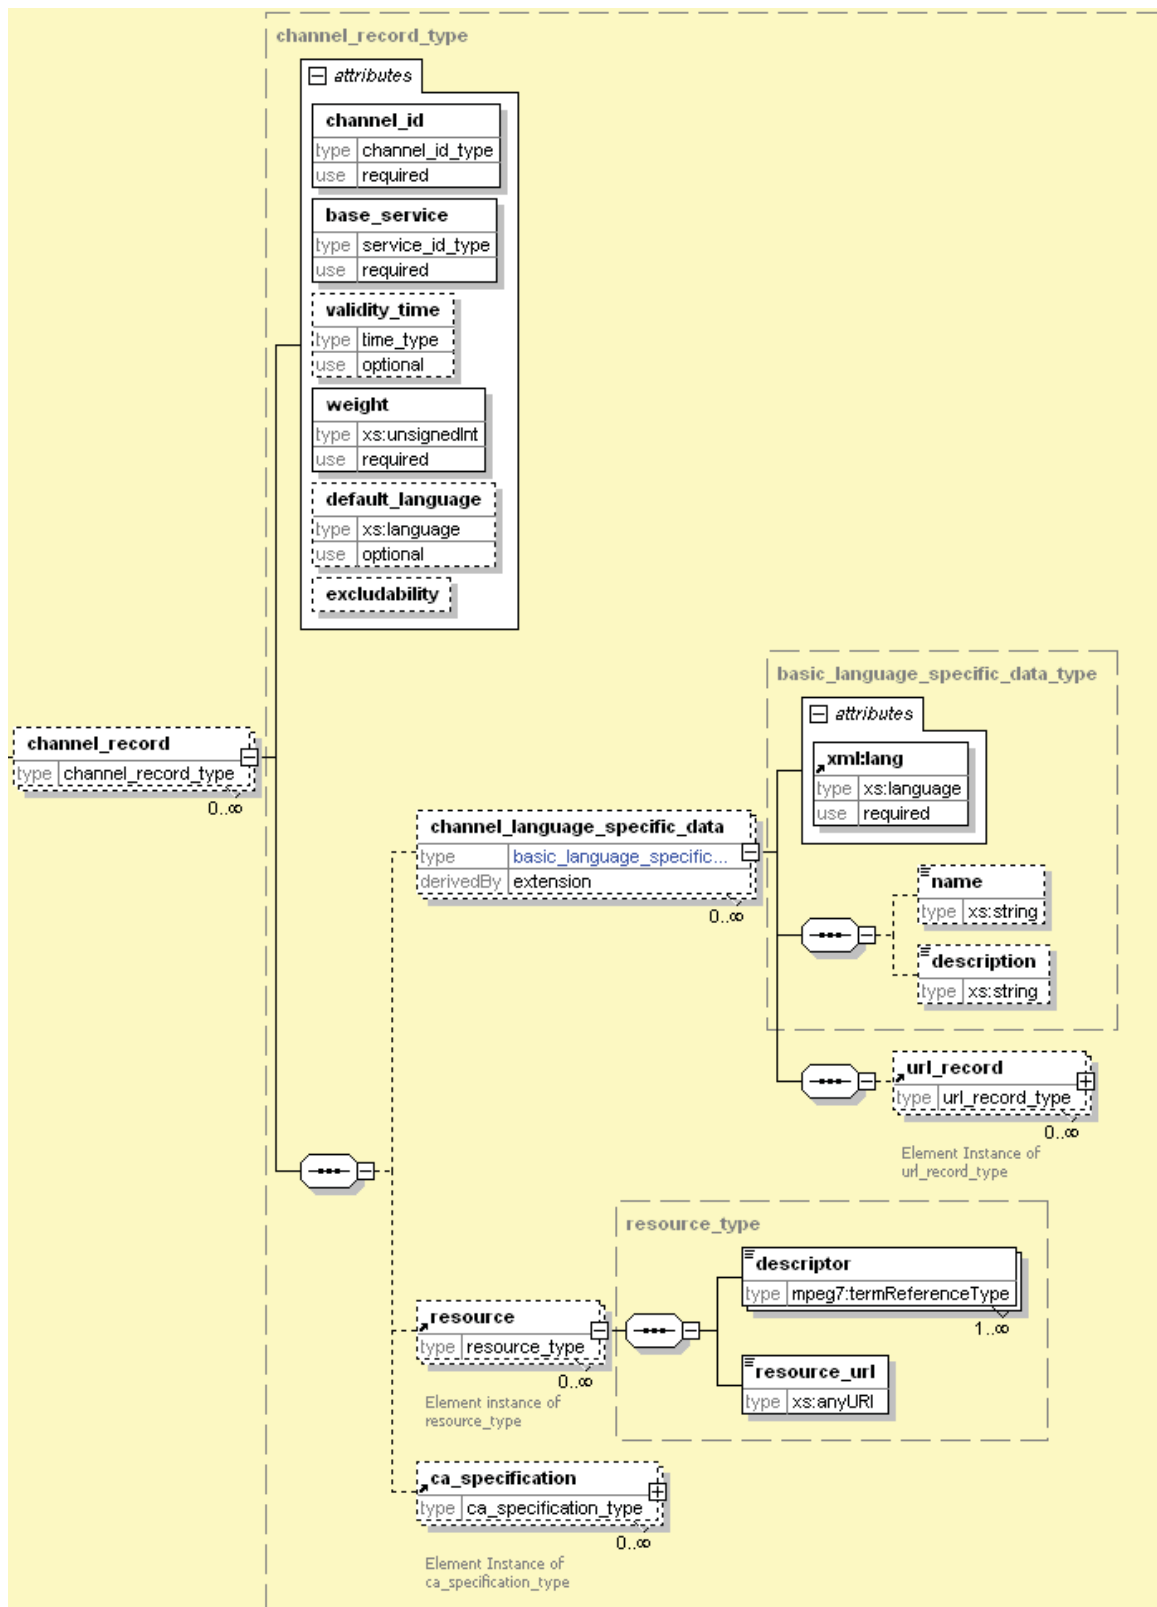 channel_record_type
attributes
channel_id
type channel_id_type
use required
base_service
type service_id_type
use required
validity_time
type time_type
use optional
weight
type xs:unsignedInt
use required
default_language
type xs:language
use optional
excludability
channel_record
type channel_record_type
0..∞
basic_language_specific_data_type
attributes
xml:lang
type xs:language
use required
channel_language_specific_data
type basic_language_specific...
derivedBy extension
0..∞
name
type xs:string
description
type xs:string
url_record
type url_record_type
0..∞
Element Instance of
url_record_type
resource_type
descriptor
type mpeg7:termReferenceType
1..∞
resource
type resource_type
0..∞
Element instance of
resource_type
resource_url
type xs:anyURI
ca_specification
type ca_specification_type
0..∞
Element Instance of
ca_specification_type